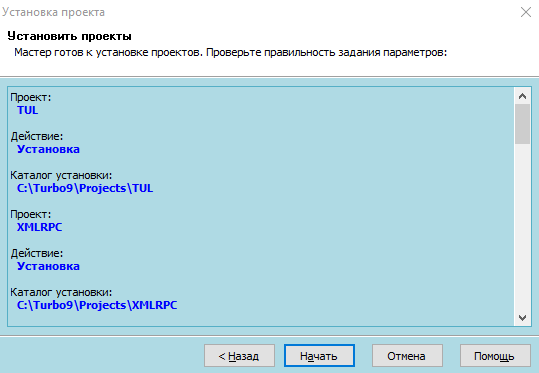 Установка проекта
Установить проекты
Мастер готов к установке проектов. Проверьте правильность задания параметров:
Проект:
TUL
Действие:
Установка
Каталог установки:
C:\Turbo9\Projects\TUL
Проект:
XMLRPC
Действие:
Установка
Каталог установки:
C:\Turbo9\Projects\XMLRPC
< Назад
Начать
Отмена
Помощь